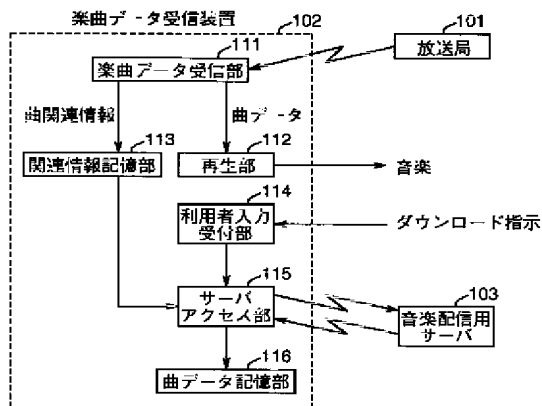 楽曲データ受信装置
102
101
放送局
111
楽曲データ受信部
曲関連情報
曲データ
113
関連情報記憶部
112
再生部
音楽
114
利用者入力
受付部
ダウンロード指示
115
サーバ
アクセス部
103
音楽配信用
サーバ
116
曲データ記憶部